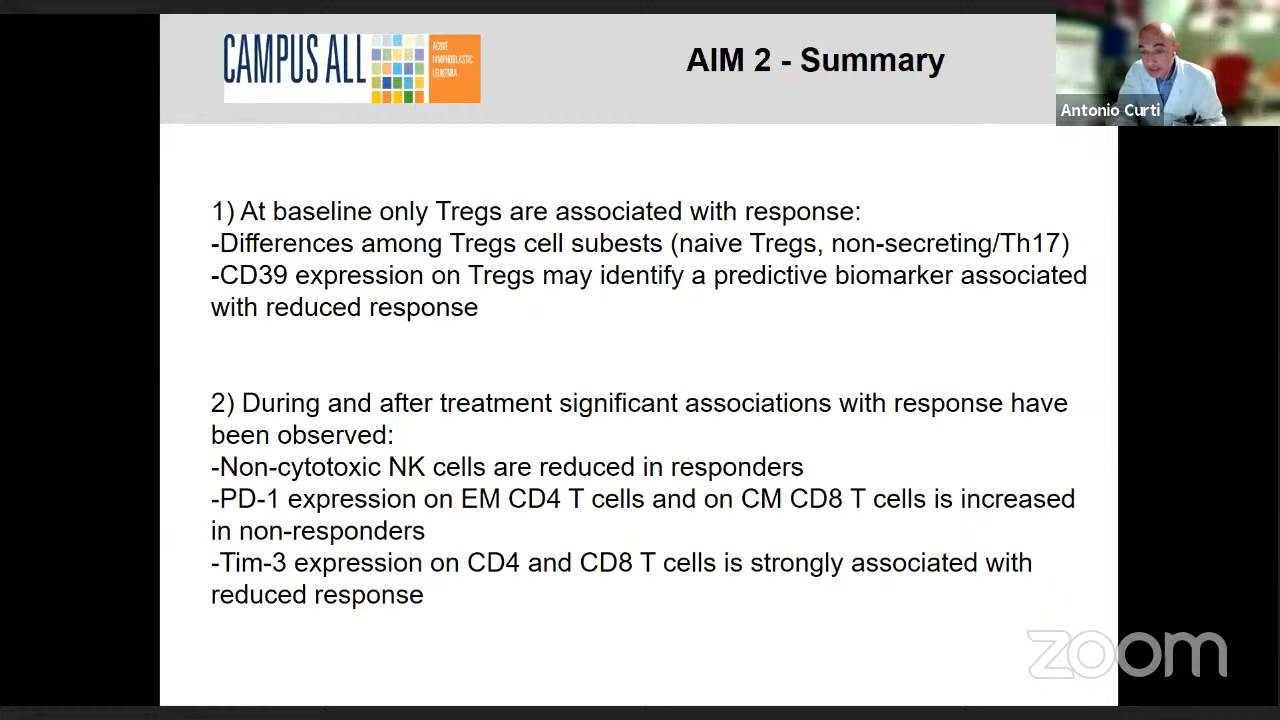 CAMPUS ALL
ACUTE
LYMPHOBLASTIC
LEUKEMIA
AIM 2 - Summary
Antonio Curti
1) At baseline only Tregs are associated with response:
-Differences among Tregs cell subests (naive Tregs, non-secreting/Th17)
-CD39 expression on Tregs may identify a predictive biomarker associated
with reduced response
2) During and after treatment significant associations with response have
been observed:
-Non-cytotoxic NK cells are reduced in responders
-PD-1 expression on EM CD4 T cells and on CM CD8 T cells is increased
in non-responders
-Tim-3 expression on CD4 and CD8 T cells is strongly associated with
reduced response
zoom